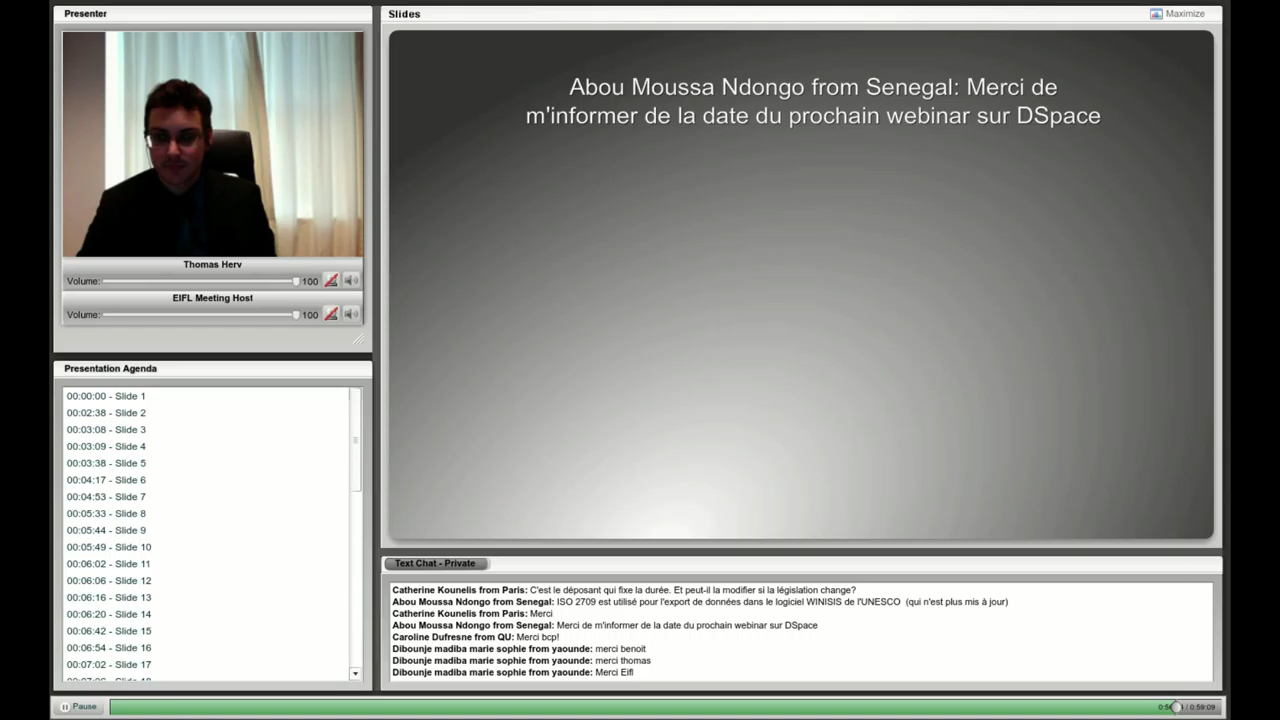 Presenter
Thomas Herv
Volume: 100
EIFL Meeting Host
Volume: 100
Presentation Agenda
00:00:00 - Slide 1
00:02:38 - Slide 2
00:03:08 - Slide 3
00:03:09 - Slide 4
00:03:38 - Slide 5
00:04:17 - Slide 6
00:04:53 - Slide 7
00:05:33 - Slide 8
00:05:44 - Slide 9
00:05:49 - Slide 10
00:06:02 - Slide 11
00:06:06 - Slide 12
00:06:16 - Slide 13
00:06:20 - Slide 14
00:06:42 - Slide 15
00:06:54 - Slide 16
00:07:02 - Slide 17
Slides
Maximize
Abou Moussa Ndongo from Senegal: Merci de
m'informer de la date du prochain webinar sur DSpace
Text Chat - Private
Catherine Kounelis from Paris: C'est le déposant qui fixe la durée. Et peut-il la modifier si la législation change?
Abou Moussa Ndongo from Senegal: ISO 2709 est utilisé pour l'export de données dans le logiciel WINISIS de l'UNESCO (qui n'est plus mis à jour)
Catherine Kounelis from Paris: Merci
Abou Moussa Ndongo from Senegal: Merci de m'informer de la date du prochain webinar sur DSpace
Caroline Dufresne from QU: Merci bcp!
Dibounje madiba marie sophie from yaounde: merci benoit
Dibounje madiba marie sophie from yaounde: merci thomas
Dibounje madiba marie sophie from yaounde: Merci Eifl
Pause
/ 0:59:09